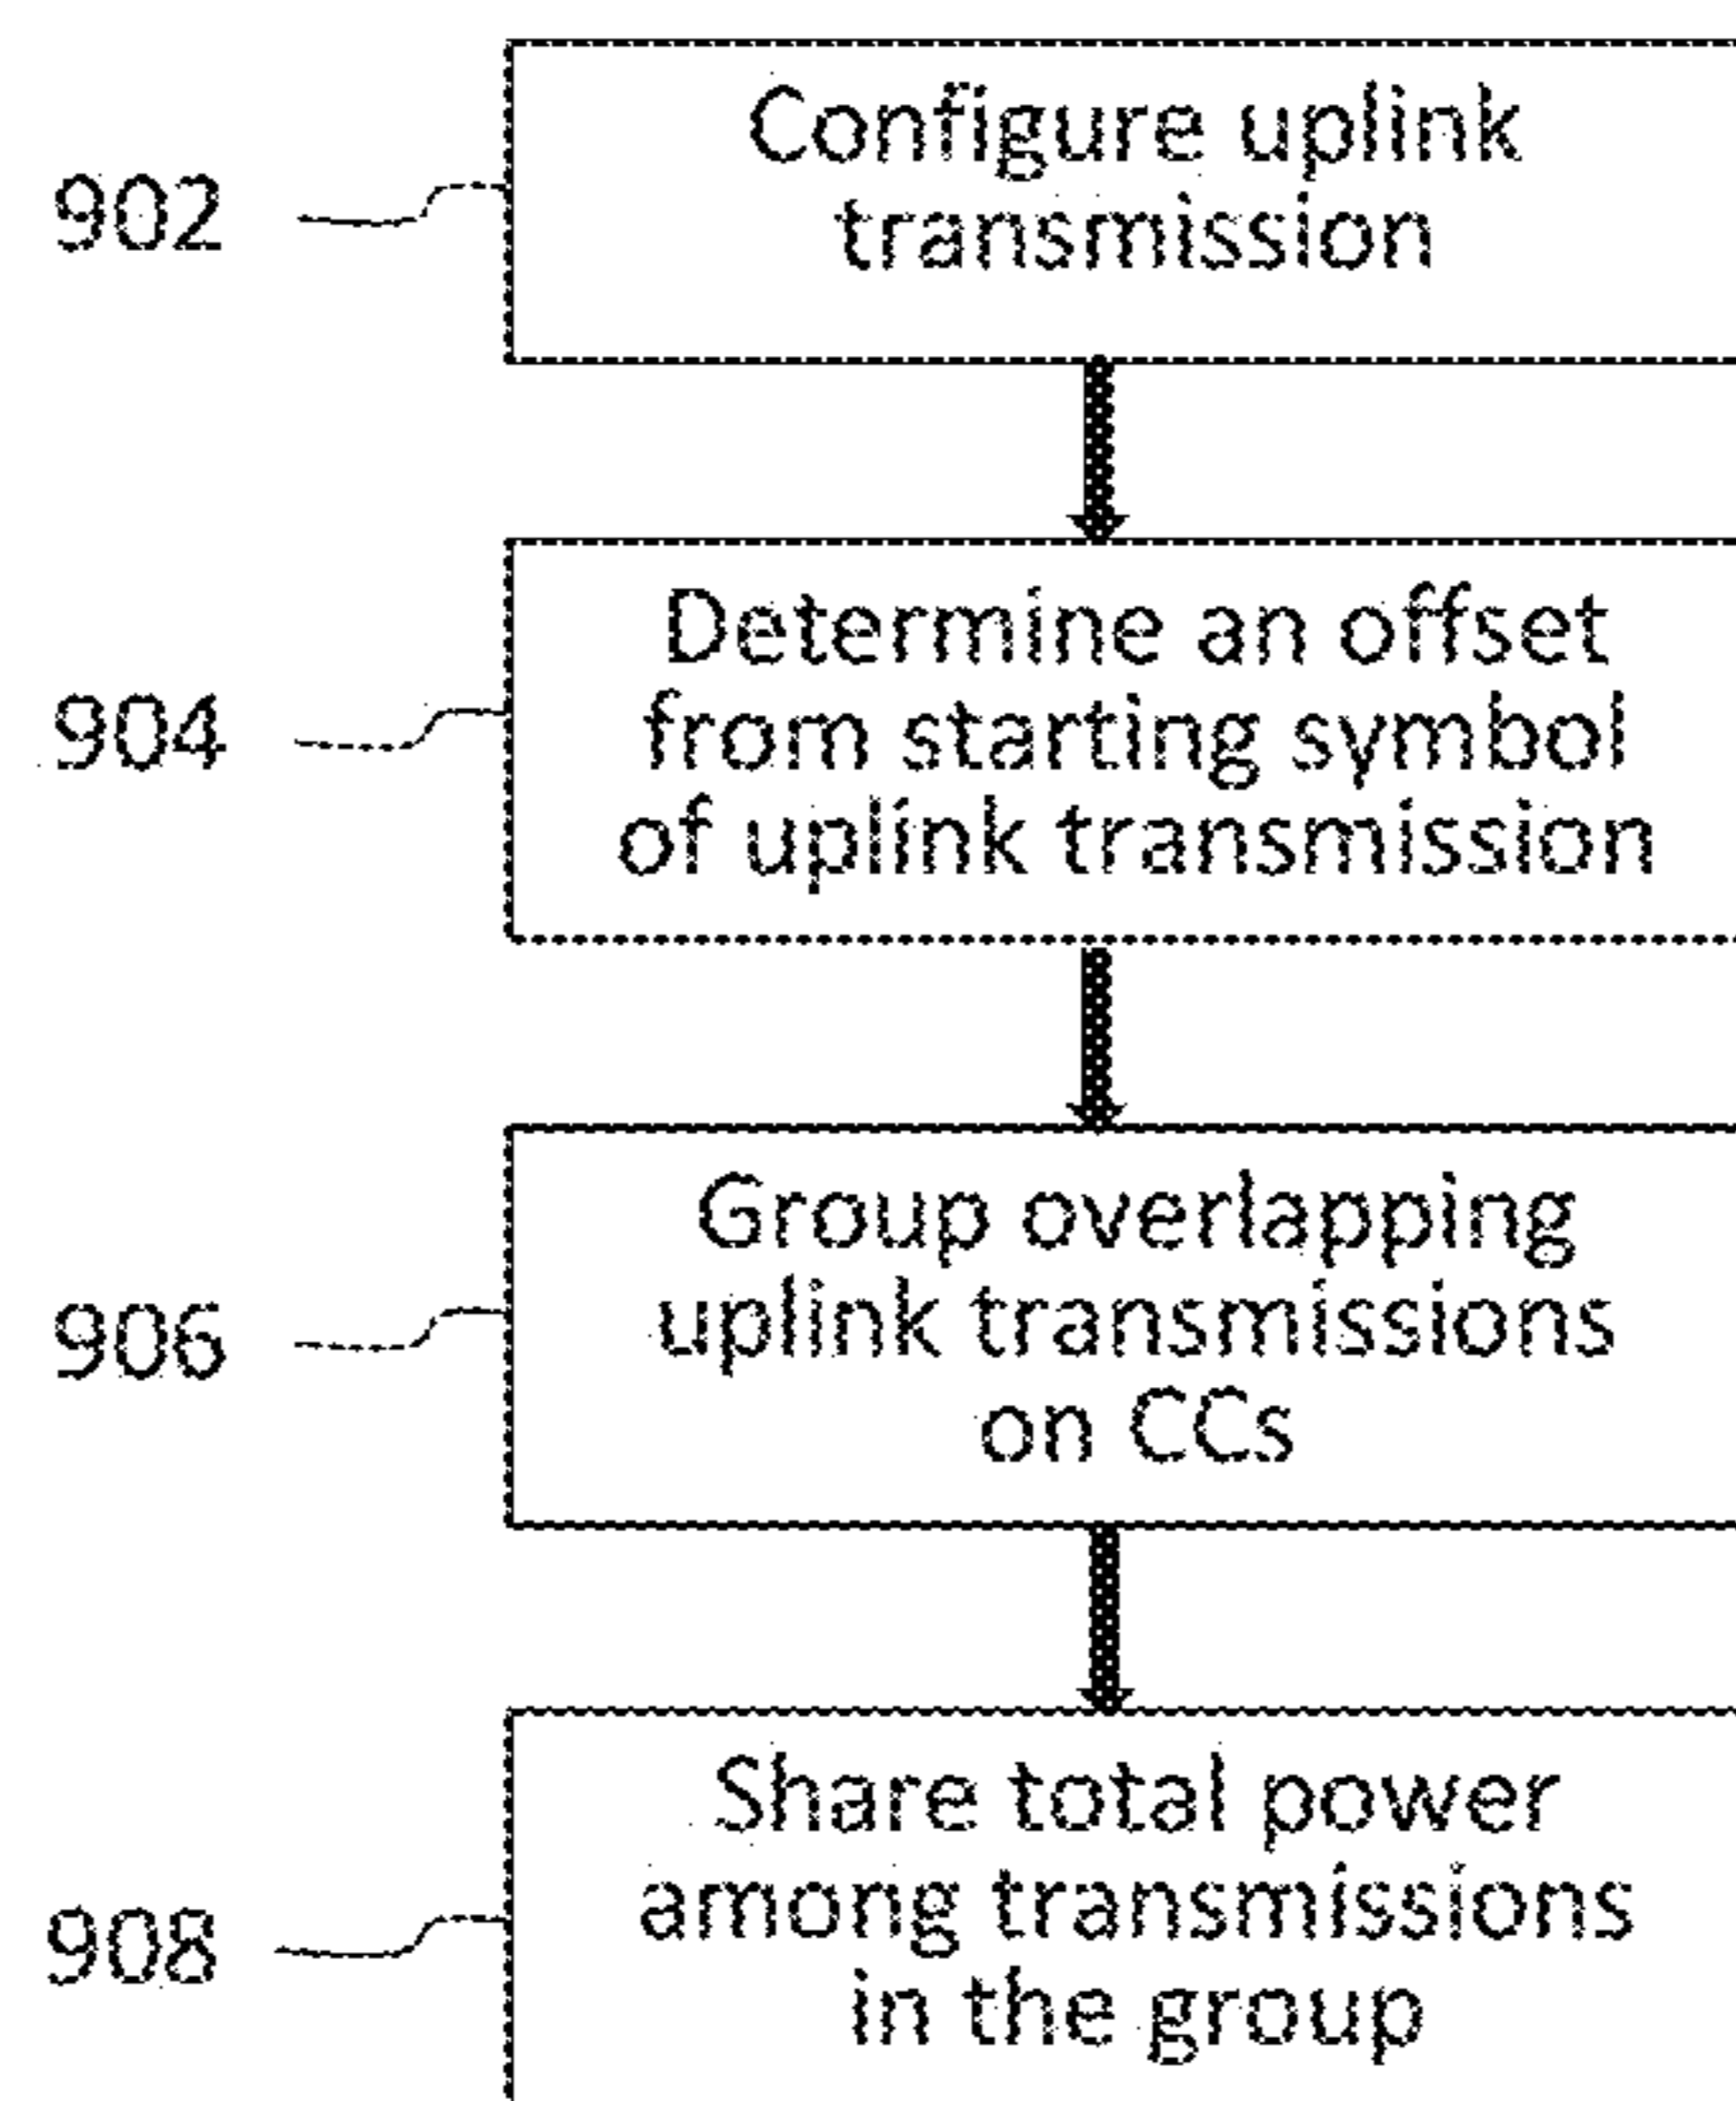 Configure uplink
transmission
902
Determine an offset
from starting symbol
of uplink transmission
904
Group overlapping
uplink transmissions
on CCs
906
Share total power
among transmissions
in the group
908